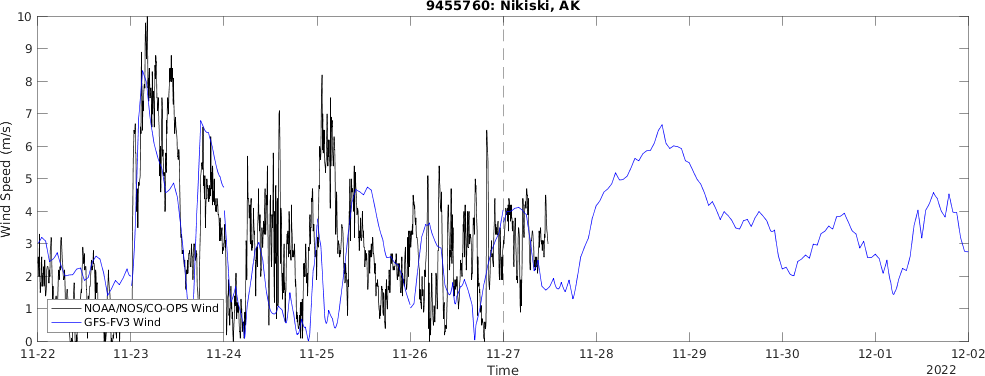 9455760: Nikiski, AK
10
9
8
7
6
5
4
3
2
1
0
Wind Speed (m/s)
NOAA/NOS/CO-OPS Wind
GFS-FV3 Wind
11-22 11-23 11-24 11-25 11-26 11-27 11-28 11-29 11-30 12-01 12-02
Time
2022